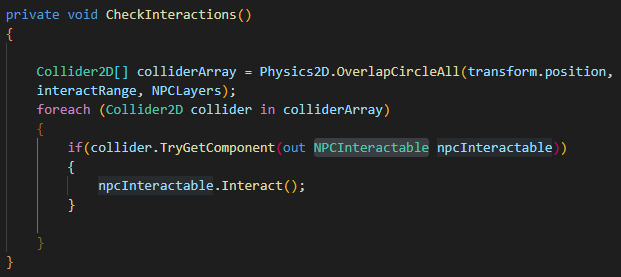 private void CheckInteractions()
{
Collider2D[] colliderArray = Physics2D.OverlapCircleAll(transform.position,
interactRange, NPCLayers);
foreach (Collider2D collider in colliderArray)
{
if(collider.TryGetComponent(out NPCInteractable npcInteractable))
{
npcInteractable.Interact();
}
}
}